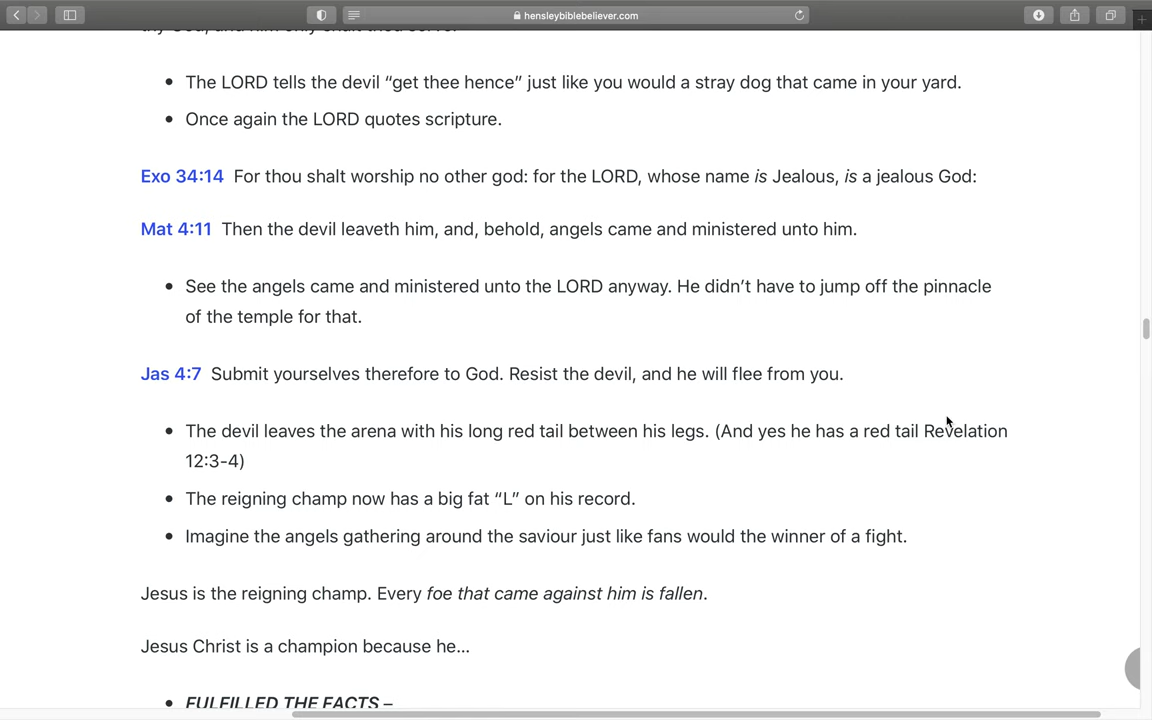 hensleybiblebeliever.com
thy God, and him only shalt thou serve.
The LORD tells the devil “get thee hence” just like you would a stray dog that came in your yard.
Once again the LORD quotes scripture.
Exo 34:14 For thou shalt worship no other god: for the LORD, whose name is Jealous, is a jealous God:
Mat 4:11 Then the devil leaveth him, and, behold, angels came and ministered unto him.
See the angels came and ministered unto the LORD anyway. He didn’t have to jump off the pinnacle
of the temple for that.
Jas 4:7 Submit yourselves therefore to God. Resist the devil, and he will flee from you.
The devil leaves the arena with his long red tail between his legs. (And yes he has a red tail Revelation
12:3-4)
The reigning champ now has a big fat “L” on his record.
Imagine the angels gathering around the saviour just like fans would the winner of a fight.
Jesus is the reigning champ. Every foe that came against him is fallen.
Jesus Christ is a champion because he...
FULFILLED THE FACTS –